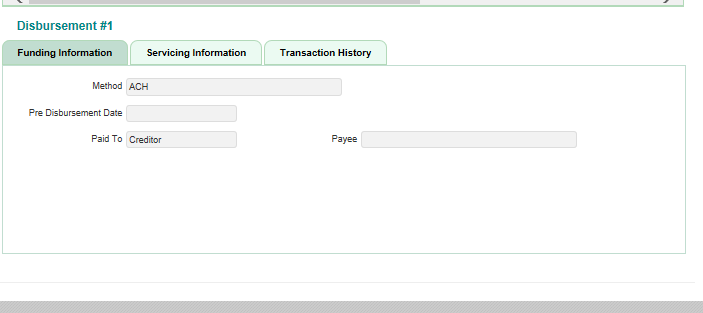 Disbursement #1
Funding Information Servicing Information Transaction History
Method ACH
Pre Disbursement Date
Paid To Creditor Payee